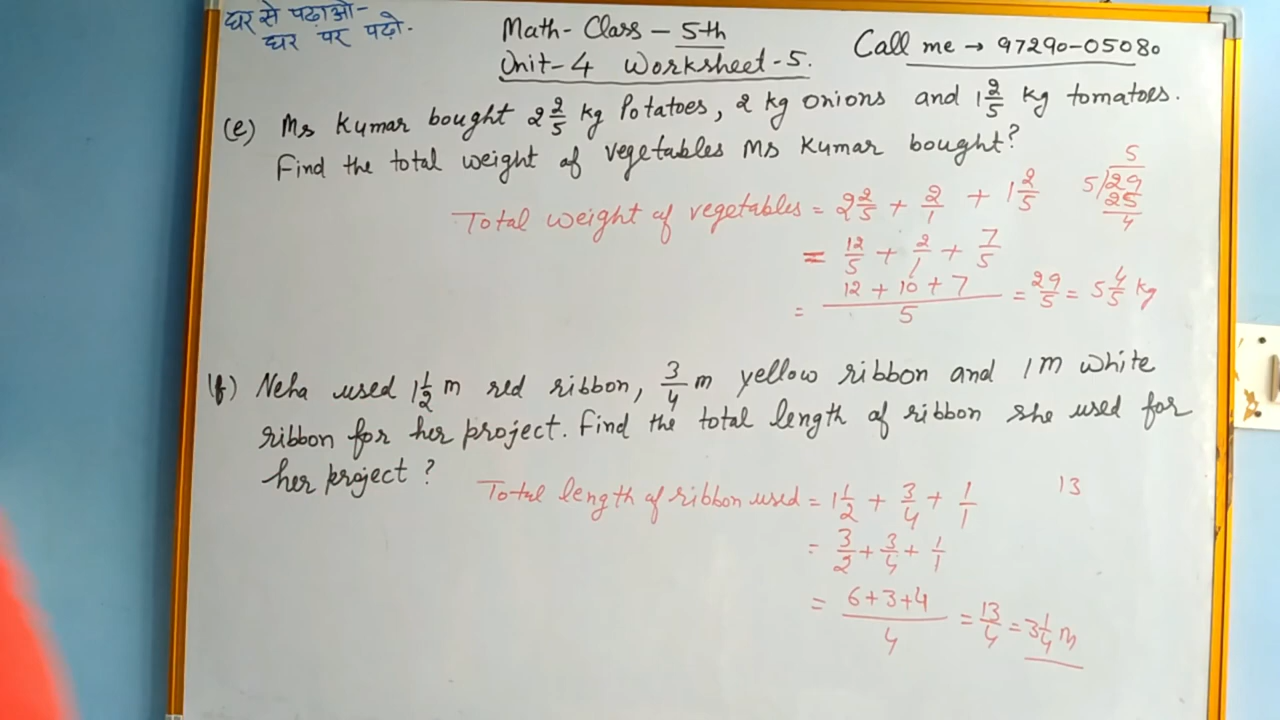 घर से पढ़ाओ-
घर पर पढ़ो.
Math- Class - 5th
Unit-4 Worksheet-5.
Call me → 97290-05080
(e) Ms Kumar bought 2 2/5 kg Potatoes, 2 kg onions and 1 2/5 kg tomatoes.
Find the total weight of vegetables Ms Kumar bought?
Total weight of vegetables = 2 2/5 + 2/1 + 1 2/5
= 12/5 + 2/1 + 7/5
= 12 + 10 + 7 / 5 = 29/5 = 5 4/5 kg
5
5)29
25
4
(f) Neha used 1 1/2 m red ribbon, 3/4 m yellow ribbon and 1 m white
ribbon for her project. Find the total length of ribbon she used for
her project ?
Total length of ribbon used = 1 1/2 + 3/4 + 1/1
= 3/2 + 3/4 + 1/1
= 6+3+4 / 4 = 13/4 = 3 1/4 m
13